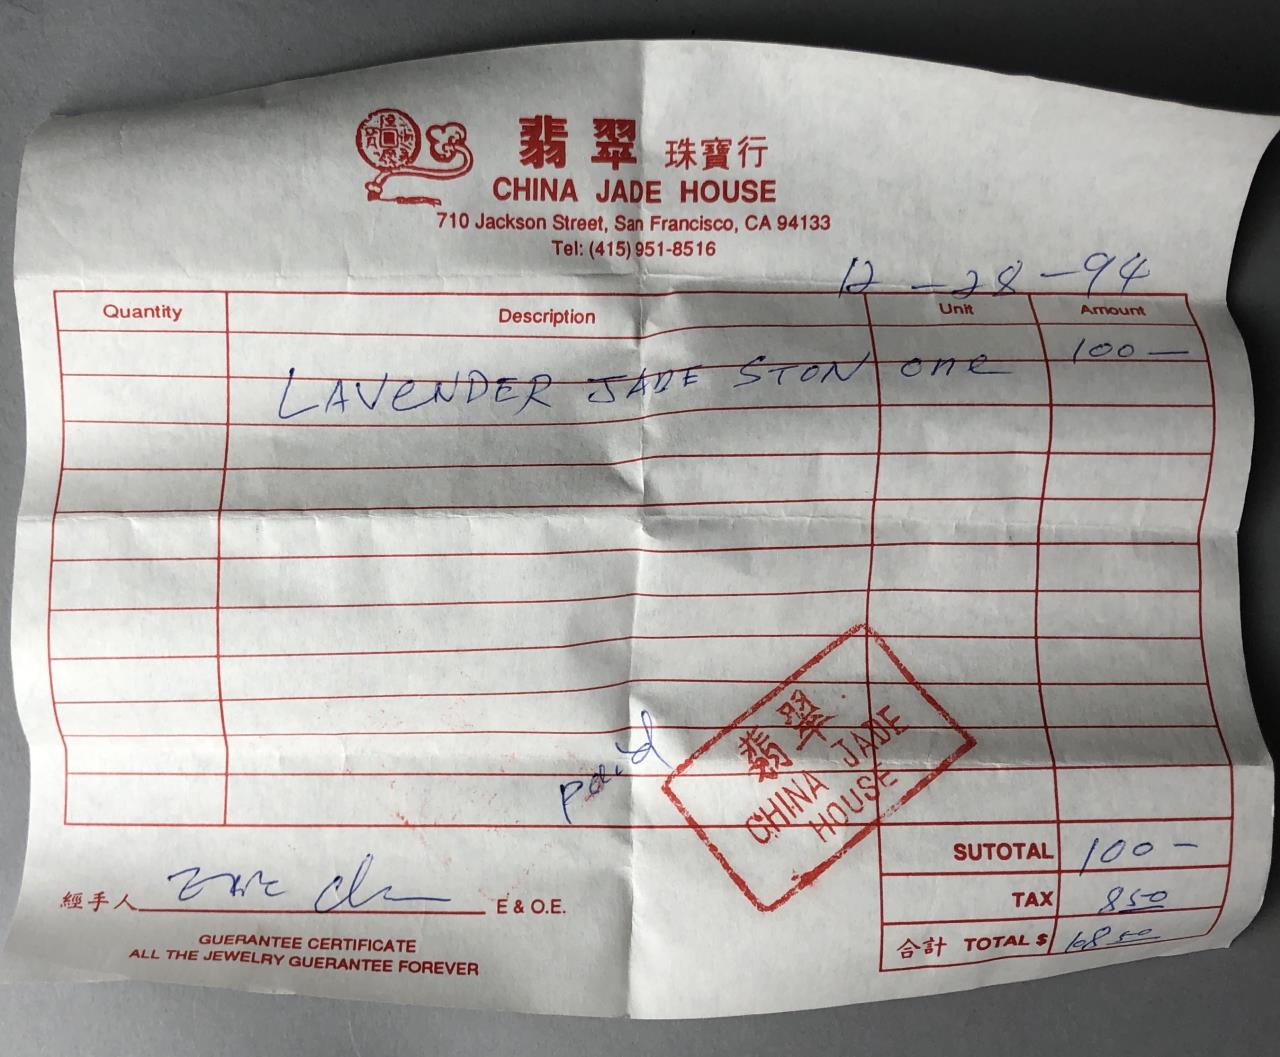 翡翠 珠寶行
CHINA JADE HOUSE
710 Jackson Street, San Francisco, CA 94133
Tel: (415) 951-8516
12-28-94
Quantity Description Unit Amount
LAVENDER JADE STON one 100—
paid
翡翠
CHINA JADE
HOUSE
SUTOTAL 100—
TAX 850
合計 TOTAL $ 10850
經手人 E & O.E.
GUERANTEE CERTIFICATE
ALL THE JEWELRY GUERANTEE FOREVER